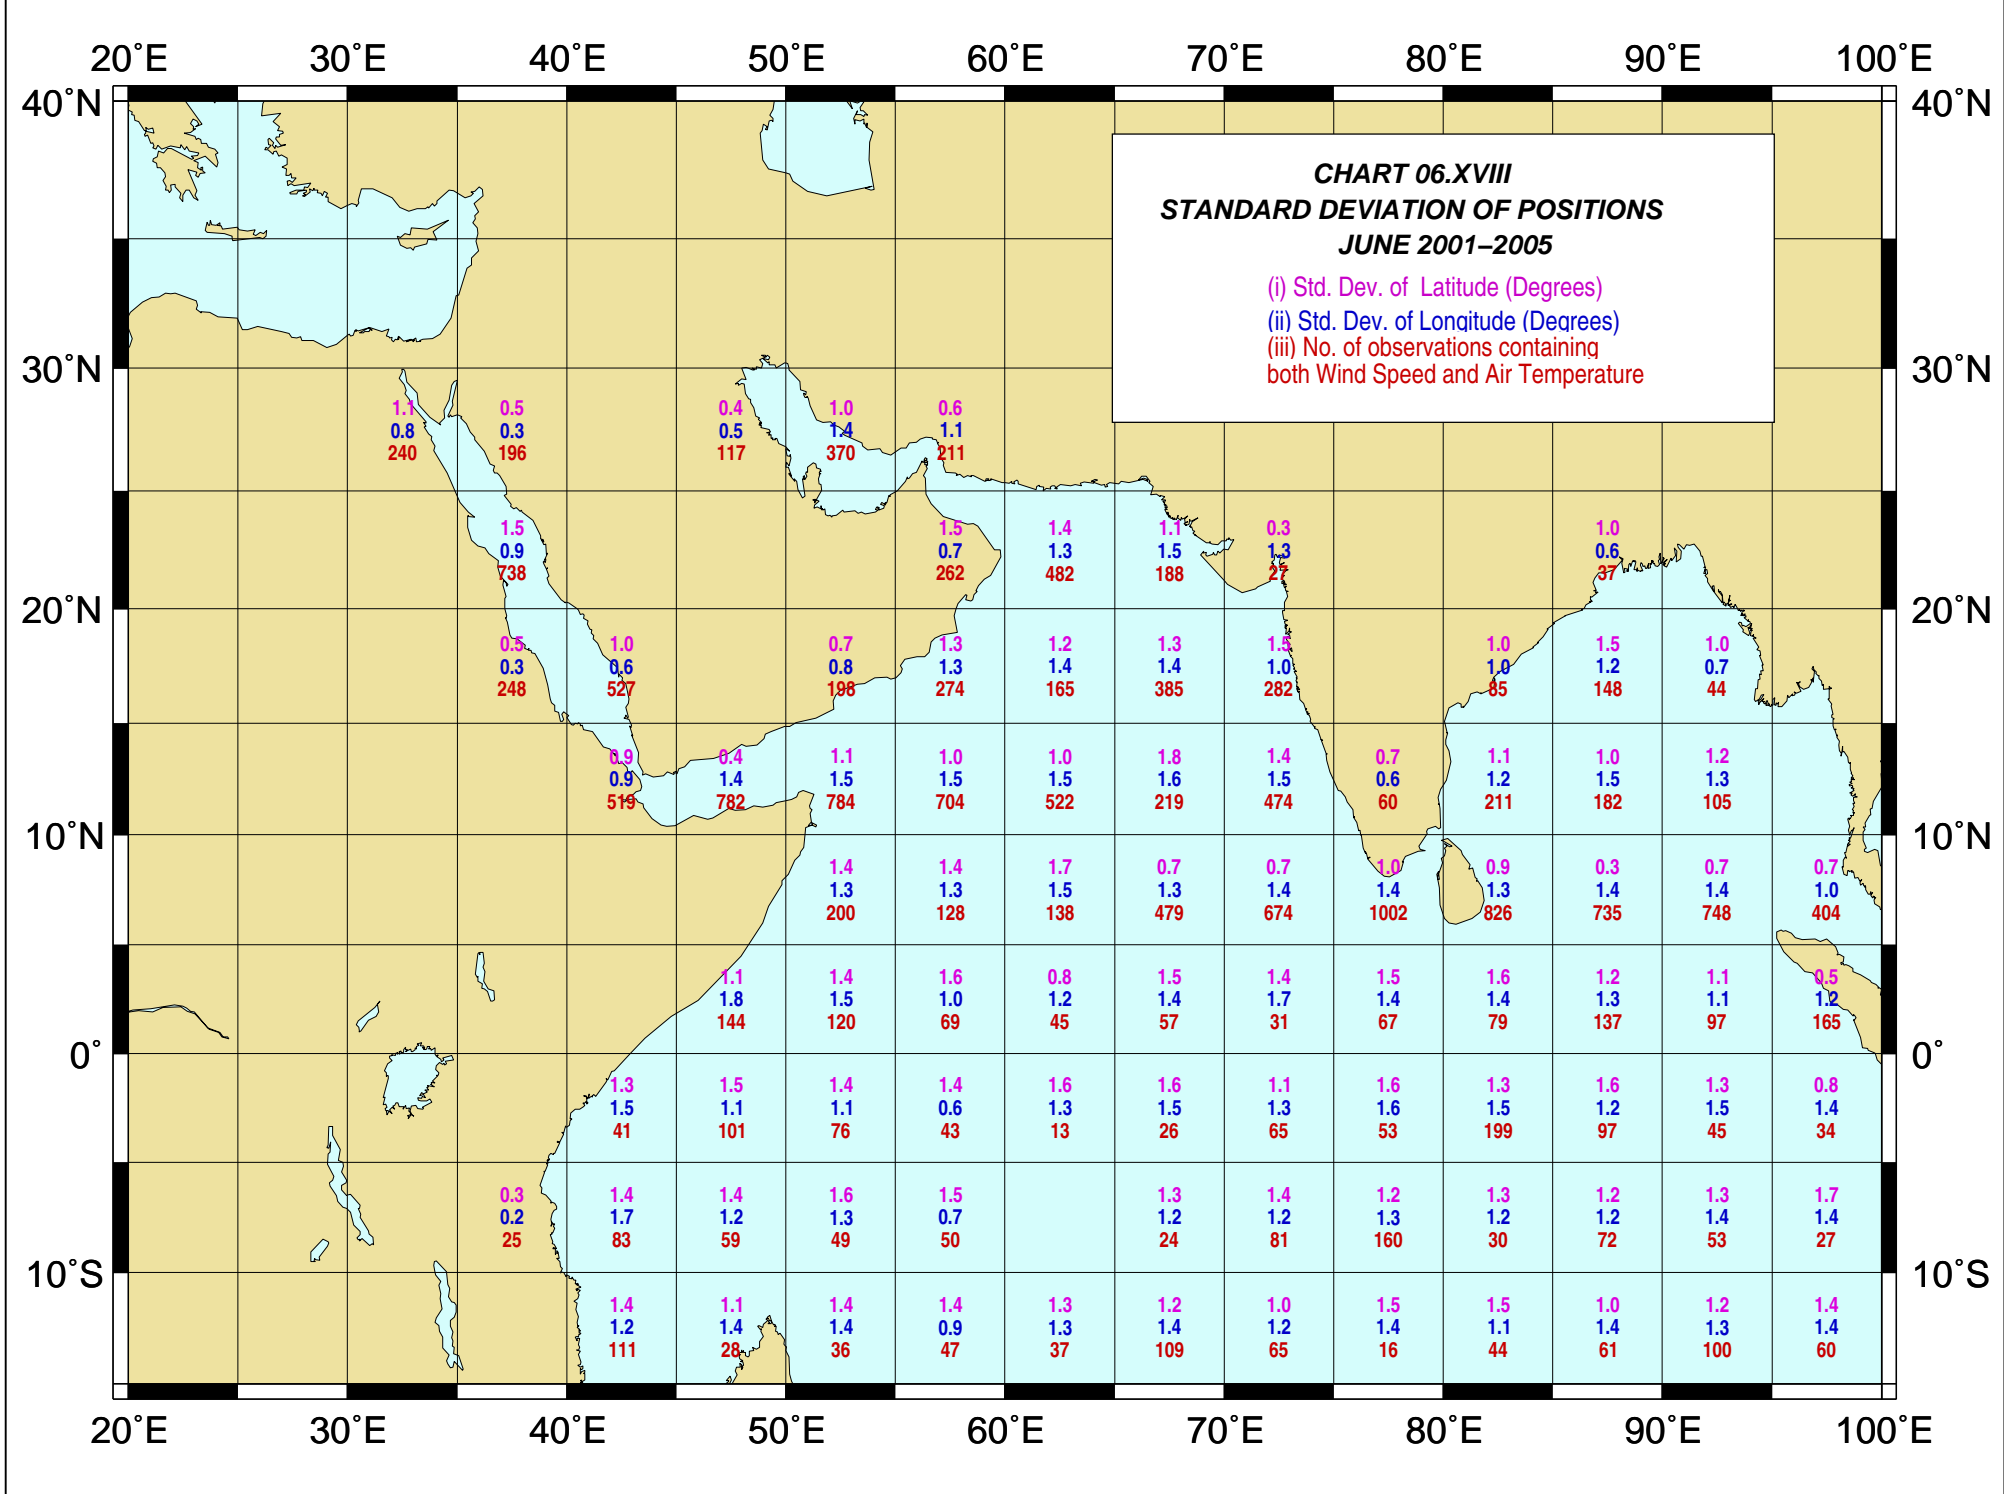 20°E 30°E 40°E 50°E 60°E 70°E 80°E 90°E 100°E
40°N 40°N
CHART 06.XVIII
STANDARD DEVIATION OF POSITIONS
JUNE 2001–2005
(i) Std. Dev. of Latitude (Degrees)
(ii) Std. Dev. of Longitude (Degrees)
(iii) No. of observations containing
both Wind Speed and Air Temperature
30°N 30°N
1.1 0.5 0.4 1.0 0.6
0.8 0.3 0.5 1.4 1.1
240 196 117 370 211
1.5 1.5 1.4 1.1 0.3 1.0
0.9 0.7 1.3 1.5 1.3 0.6
738 262 482 188 27 37
20°N 20°N
0.5 1.0 0.7 1.3 1.2 1.3 1.5 1.0 1.5 1.0
0.3 0.6 0.8 1.3 1.4 1.4 1.0 1.0 1.2 0.7
248 527 198 274 165 385 282 85 148 44
0.9 0.4 1.1 1.0 1.0 1.8 1.4 0.7 1.1 1.0 1.2
0.9 1.4 1.5 1.5 1.5 1.6 1.5 0.6 1.2 1.5 1.3
519 782 784 704 522 219 474 60 211 182 105
10°N 10°N
1.4 1.4 1.7 0.7 0.7 1.0 0.9 0.3 0.7 0.7
1.3 1.3 1.5 1.3 1.4 1.4 1.3 1.4 1.4 1.0
200 128 138 479 674 1002 826 735 748 404
1.1 1.4 1.6 0.8 1.5 1.4 1.5 1.6 1.2 1.1 0.5
1.8 1.5 1.0 1.2 1.4 1.7 1.4 1.4 1.3 1.1 1.2
144 120 69 45 57 31 67 79 137 97 165
0° 0°
1.3 1.5 1.4 1.4 1.6 1.6 1.1 1.6 1.3 1.6 1.3 0.8
1.5 1.1 1.1 0.6 1.3 1.5 1.3 1.6 1.5 1.2 1.5 1.4
41 101 76 43 13 26 65 53 199 97 45 34
0.3 1.4 1.4 1.6 1.5 1.3 1.4 1.2 1.3 1.2 1.3 1.7
0.2 1.7 1.2 1.3 0.7 1.2 1.2 1.3 1.2 1.2 1.4 1.4
25 83 59 49 50 24 81 160 30 72 53 27
10°S 10°S
1.4 1.1 1.4 1.4 1.3 1.2 1.0 1.5 1.5 1.0 1.2 1.4
1.2 1.4 1.4 0.9 1.3 1.4 1.2 1.4 1.1 1.4 1.3 1.4
111 28 36 47 37 109 65 16 44 61 100 60
20°E 30°E 40°E 50°E 60°E 70°E 80°E 90°E 100°E